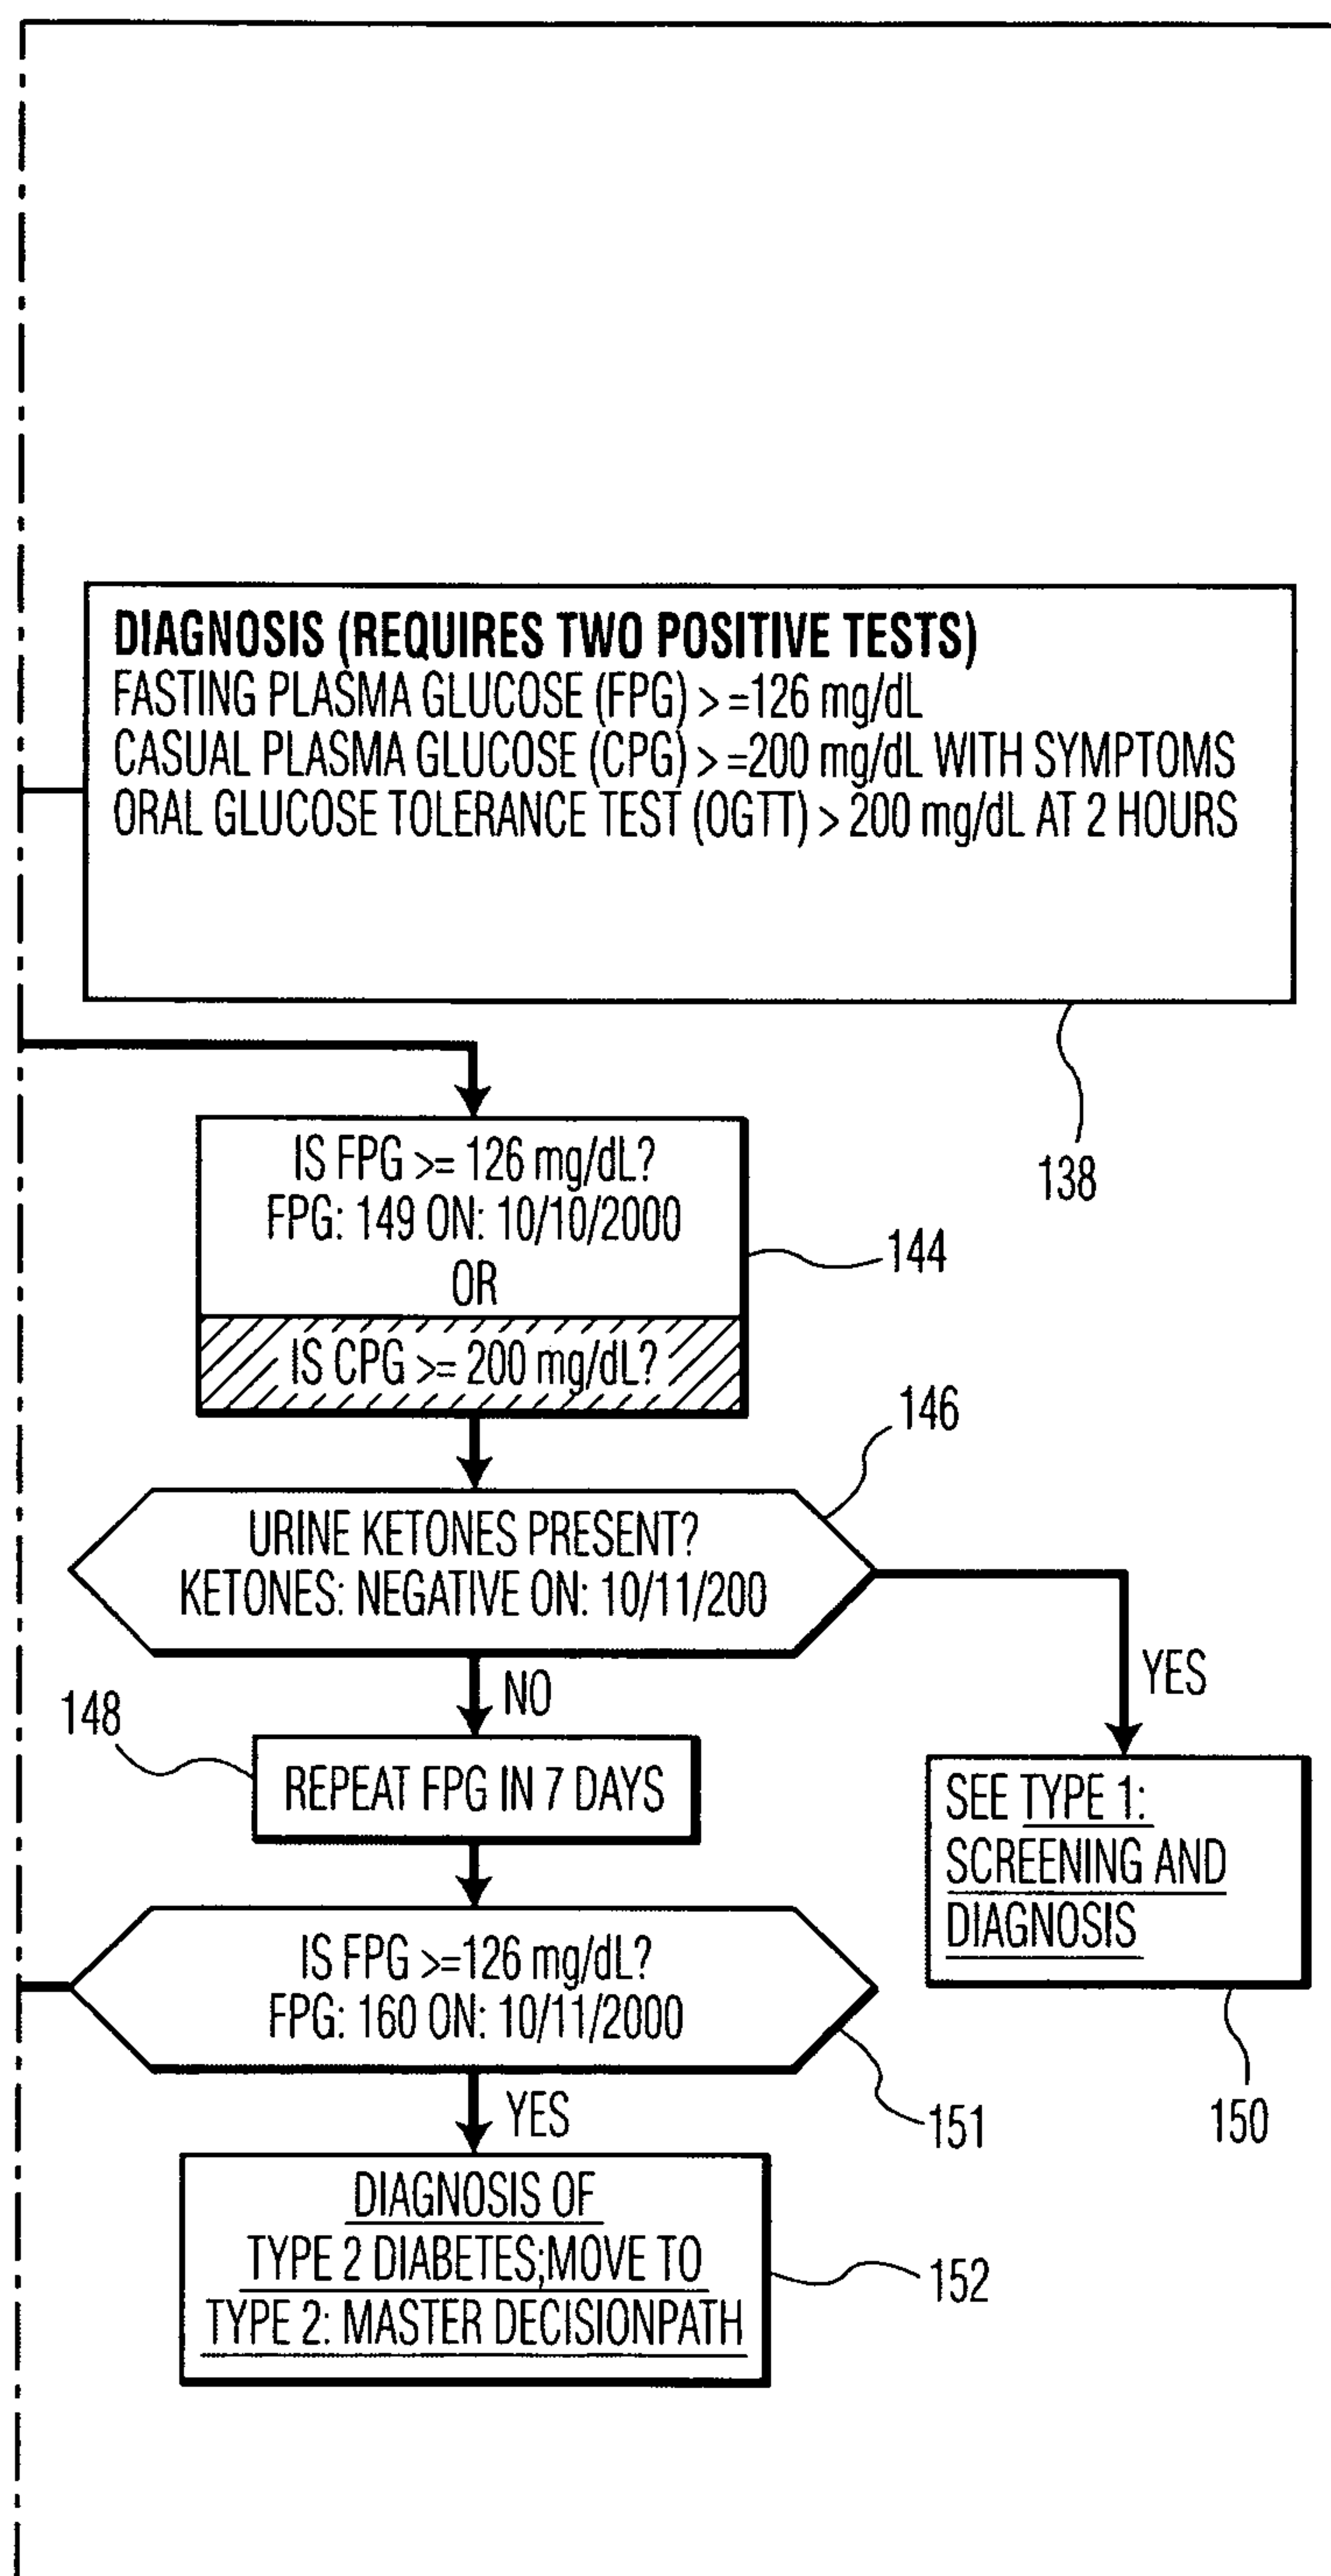 DIAGNOSIS (REQUIRES TWO POSITIVE TESTS)
FASTING PLASMA GLUCOSE (FPG) > =126 mg/dL
CASUAL PLASMA GLUCOSE (CPG) > =200 mg/dL WITH SYMPTOMS
ORAL GLUCOSE TOLERANCE TEST (OGTT) > 200 mg/dL AT 2 HOURS
138
IS FPG >= 126 mg/dL?
FPG: 149 ON: 10/10/2000
OR
IS CPG >= 200 mg/dL?
144
146
URINE KETONES PRESENT?
KETONES: NEGATIVE ON: 10/11/200
NO
YES
148
REPEAT FPG IN 7 DAYS
SEE TYPE 1:
SCREENING AND
DIAGNOSIS
150
IS FPG >=126 mg/dL?
FPG: 160 ON: 10/11/2000
151
YES
DIAGNOSIS OF
TYPE 2 DIABETES;MOVE TO
TYPE 2: MASTER DECISIONPATH
152